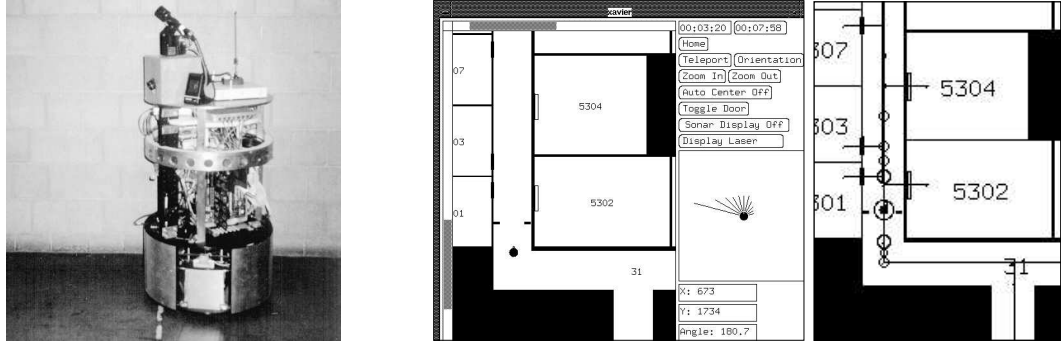 xavier
00:03:20 00:07:58
Home
Teleport Orientation
Zoom In Zoom Out
Auto Center Off
Toggle Door
Sonar Display Off
Display Laser
07
5304
03
5302
01
31
X: 673
Y: 1734
Angle: 180.7
307
5304
303
5302
301
31